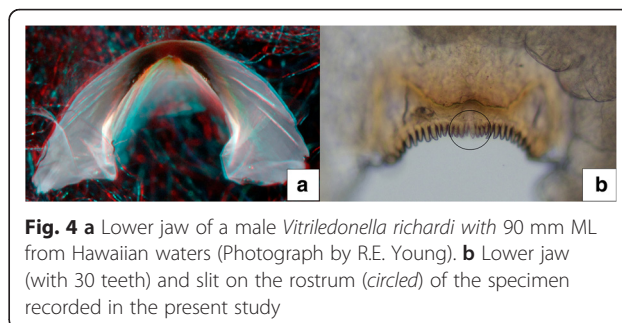 a
b
Fig. 4 a Lower jaw of a male Vitriledonella richardi with 90 mm ML
from Hawaiian waters (Photograph by R.E. Young). b Lower jaw
(with 30 teeth) and slit on the rostrum (circled) of the specimen
recorded in the present study